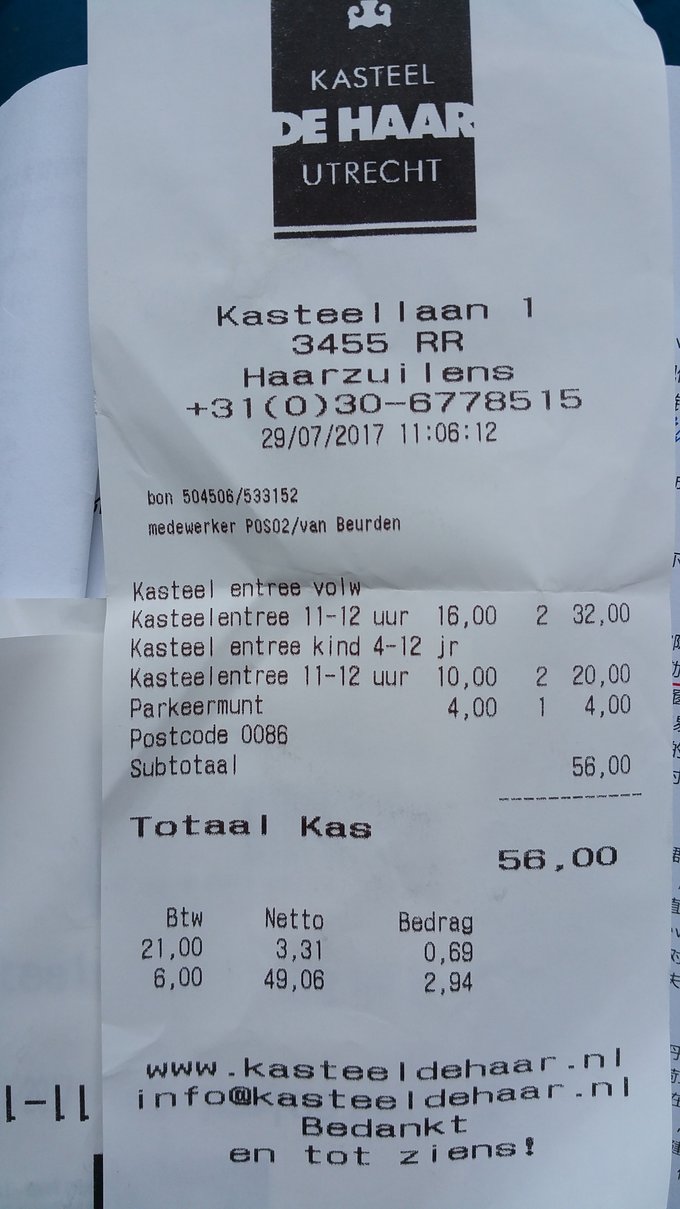 KASTEEL
DE HAAR
UTRECHT
Kasteellaan 1
3455 RR
Haarzuilens
+31(0)30-6778515
29/07/2017 11:06:12
bon 504506/533152
medewerker POS02/van Beurden
Kasteel entree volw
Kasteelentree 11-12 uur 16,00 2 32,00
Kasteel entree kind 4-12 jr
Kasteelentree 11-12 uur 10,00 2 20,00
Parkeermunt 4,00 1 4,00
Postcode 0086
Subtotaal 56,00
Totaal Kas
56,00
Btw Netto Bedrag
21,00 3,31 0,69
6,00 49,06 2,94
www.kasteeldehaar.nl
info@kasteeldehaar.nl
Bedankt
en tot ziens!